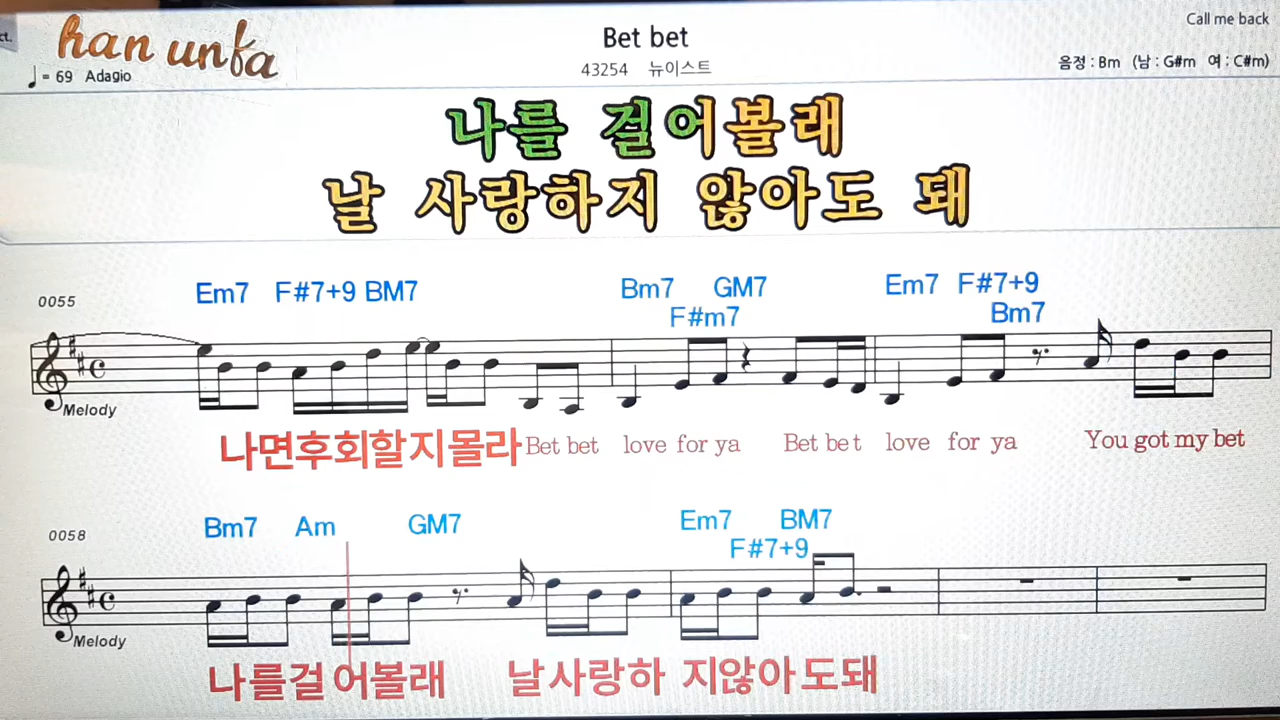 ct.
han unfa
Bet bet
Call me back
= 69 Adagio
43254 뉴이스트
음정 : Bm (남 : G#m 여 : C#m)
나를 걸어볼래
날 사랑하지 않아도 돼
0055
Em7 F#7+9 BM7 Bm7 GM7 Em7 F#7+9
F#m7 Bm7
Melody
나면후회할지몰라 Bet bet love for ya Bet bet love for ya You got my bet
0058
Bm7 Am GM7 Em7 BM7
F#7+9
Melody
나를걸어볼래 날사랑하 지않아도돼